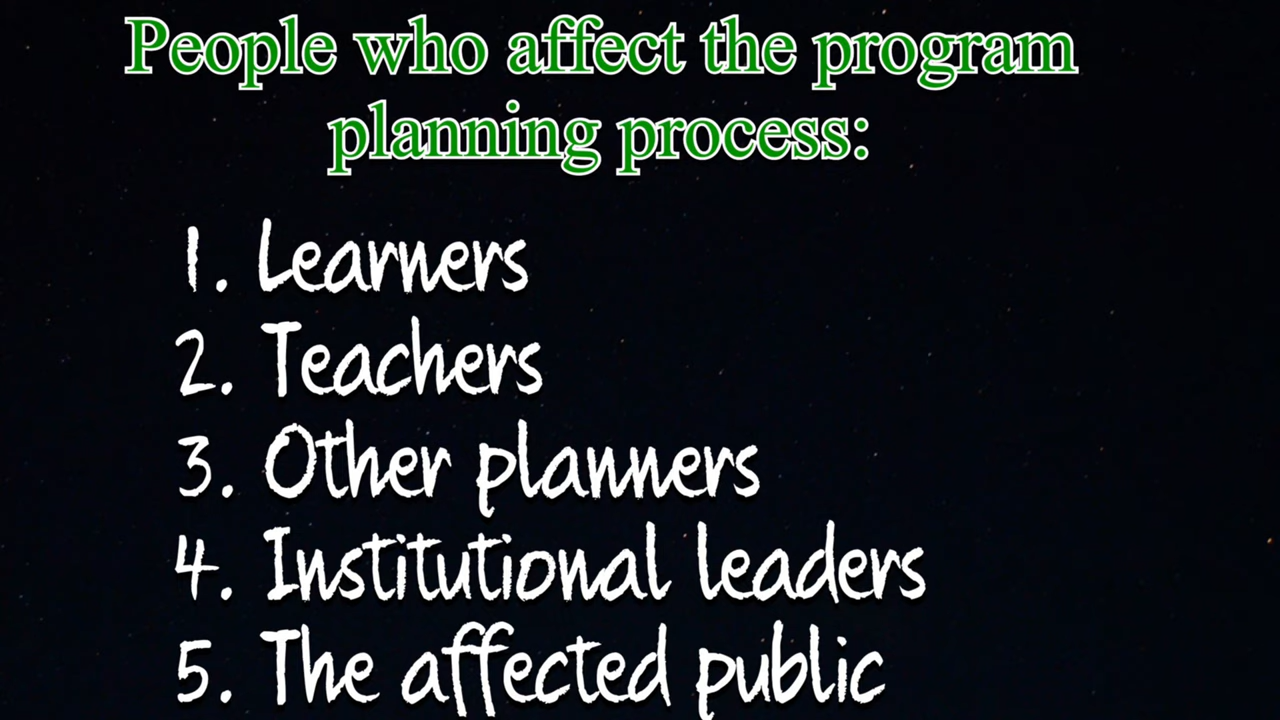 People who affect the program
planning process:
1. Learners
2. Teachers
3. Other planners
4. Institutional leaders
5. The affected public